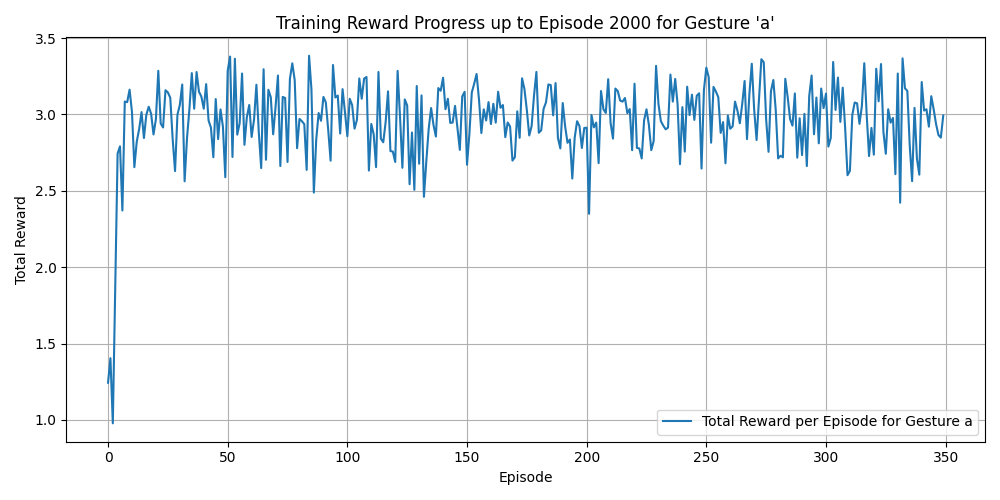 Training Reward Progress up to Episode 2000 for Gesture 'a'
Total Reward
3.5
3.0
2.5
2.0
1.5
1.0
Total Reward per Episode for Gesture a
0 50 100 150 200 250 300 350
Episode